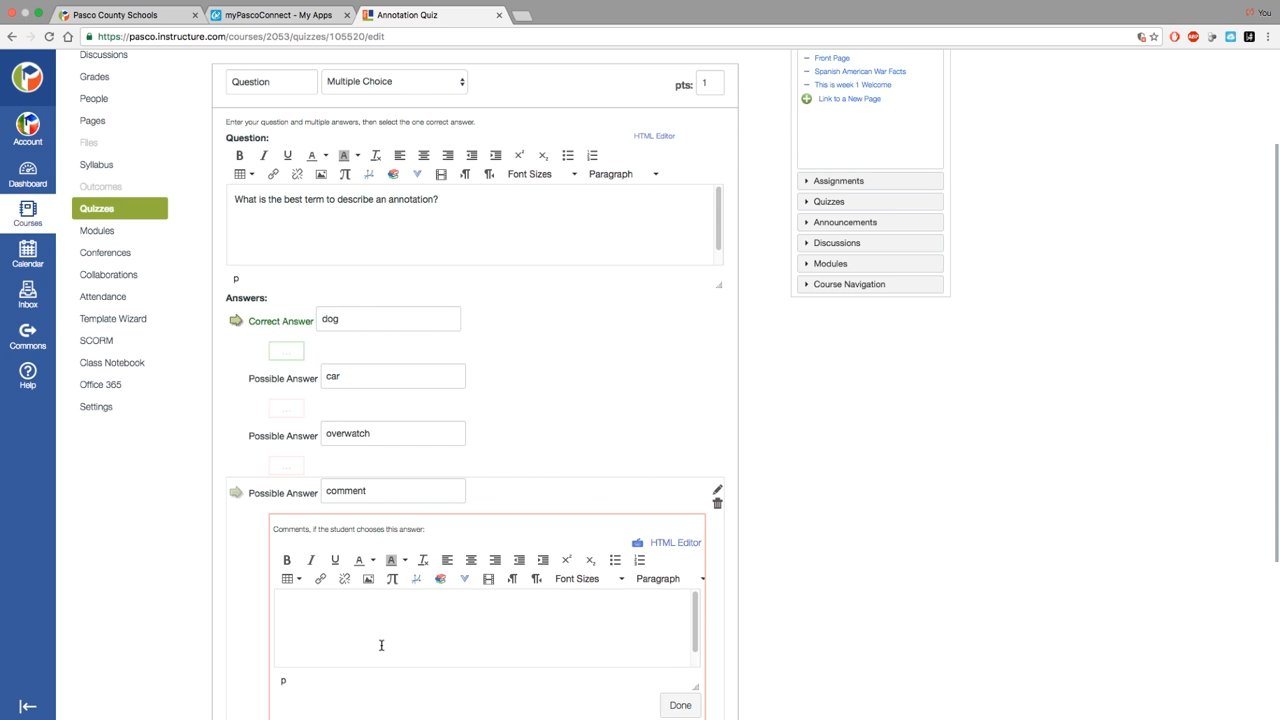 Pasco County Schools
myPascoConnect - My Apps
Annotation Quiz
You
https://pasco.instructure.com/courses/2053/quizzes/105520/edit
Account
Dashboard
Courses
Calendar
Inbox
Commons
Help
Discussions
Grades
People
Pages
Files
Syllabus
Outcomes
Quizzes
Modules
Conferences
Collaborations
Attendance
Template Wizard
SCORM
Class Notebook
Office 365
Settings
Question
Multiple Choice
pts: 1
Enter your question and multiple answers, then select the one correct answer.
Question:
HTML Editor
Font Sizes
Paragraph
What is the best term to describe an annotation?
p
Answers:
Correct Answer dog
...
Possible Answer car
...
Possible Answer overwatch
...
Possible Answer comment
Comments, if the student chooses this answer:
HTML Editor
Font Sizes
Paragraph
p
Done
Front Page
Spanish American War Facts
This is week 1 Welcome
Link to a New Page
Assignments
Quizzes
Announcements
Discussions
Modules
Course Navigation